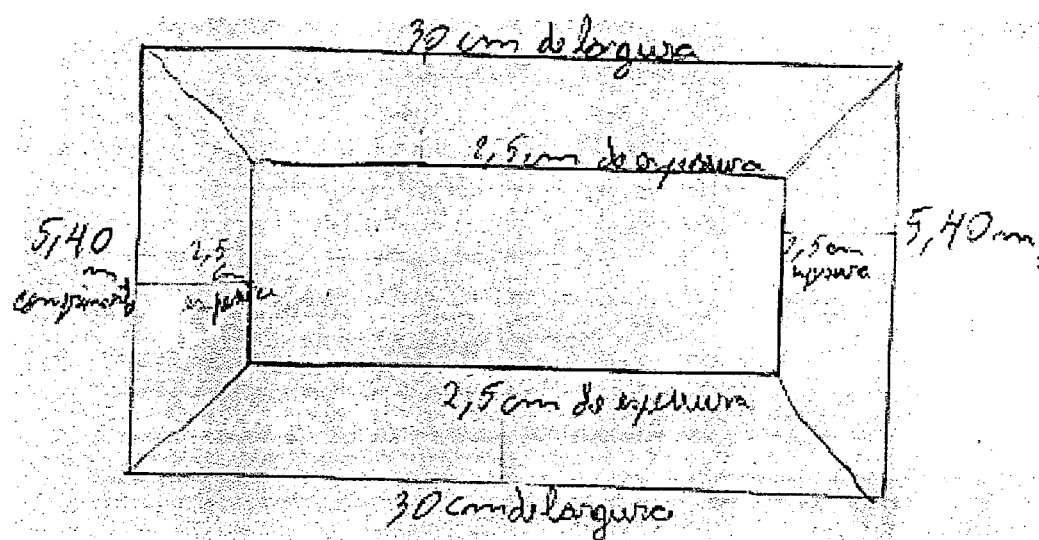 30 cm de largura
2,5 cm de espessura
5,40
m
comprimento
2,5
cm
espessura
2,5 cm
espessura
5,40 m
2,5 cm de espessura
30 cm de largura